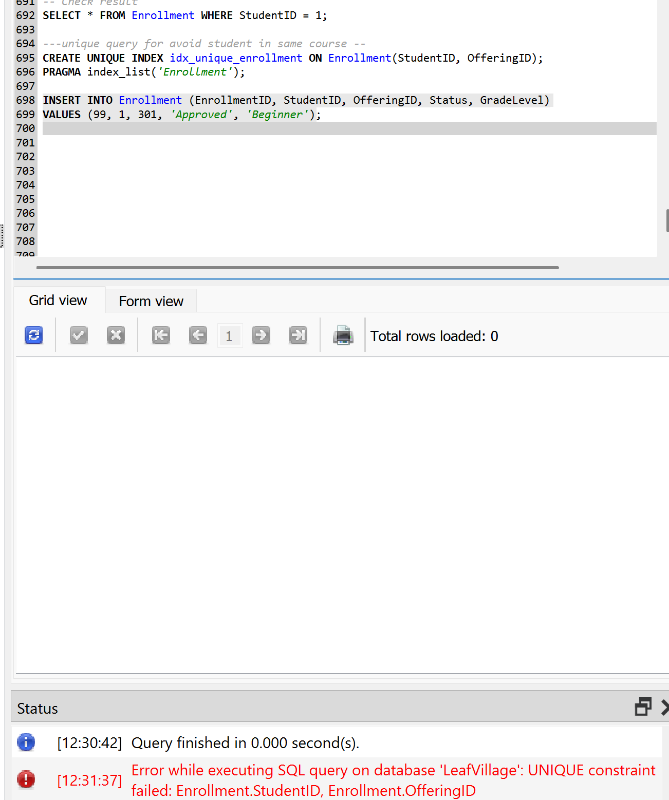 691 -- Check result
692 SELECT * FROM Enrollment WHERE StudentID = 1;
693
694 ---unique query for avoid student in same course --
695 CREATE UNIQUE INDEX idx_unique_enrollment ON Enrollment(StudentID, OfferingID);
696 PRAGMA index_list('Enrollment');
697
698 INSERT INTO Enrollment (EnrollmentID, StudentID, OfferingID, Status, GradeLevel)
699 VALUES (99, 1, 301, 'Approved', 'Beginner');
700
701
702
703
704
705
706
707
708
709
Grid view Form view
1 Total rows loaded: 0
Status
[12:30:42] Query finished in 0.000 second(s).
[12:31:37] Error while executing SQL query on database 'LeafVillage': UNIQUE constraint
failed: Enrollment.StudentID, Enrollment.OfferingID